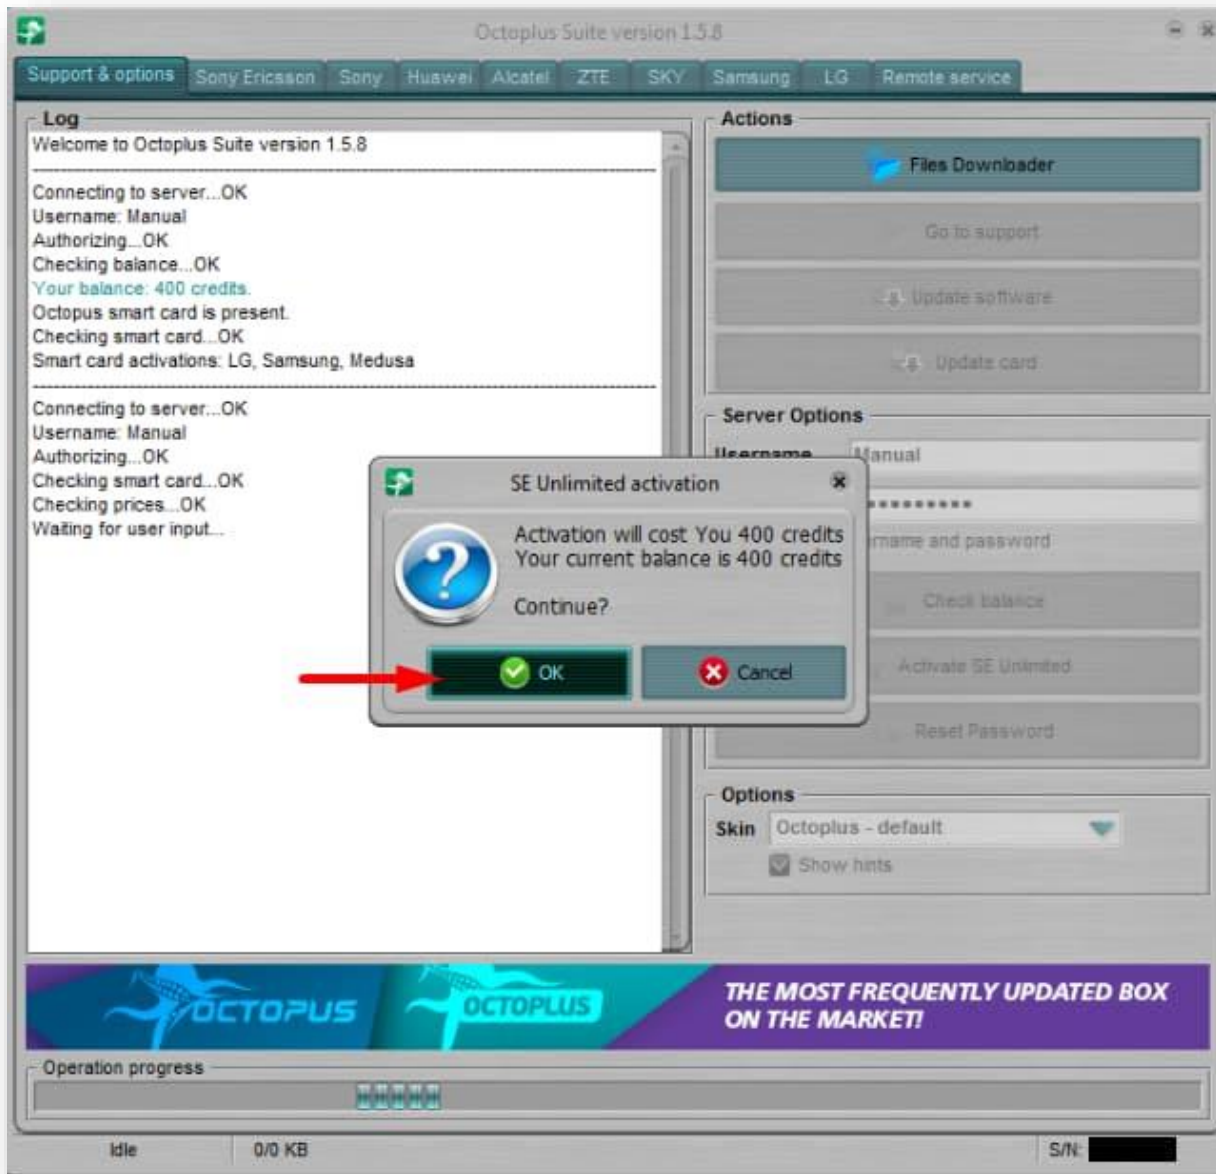 Octoplus Suite version 1.5.8
Support & options Sony Ericsson Sony Huawei Alcatel ZTE SKY Samsung LG Remote service
Log
Welcome to Octoplus Suite version 1.5.8
Connecting to server...OK
Username: Manual
Authorizing...OK
Checking balance...OK
Your balance: 400 credits.
Octopus smart card is present.
Checking smart card...OK
Smart card activations: LG, Samsung, Medusa
Connecting to server...OK
Username: Manual
Authorizing...OK
Checking smart card...OK
Checking prices...OK
Waiting for user input...
Actions
Files Downloader
Go to support
Update software
Update card
Server Options
Username Manual
and password
Check balance
Activate SE Unlimited
Reset Password
SE Unlimited activation
Activation will cost You 400 credits
Your current balance is 400 credits
Continue?
OK
Cancel
Options
Skin Octoplus - default
Show hints
OCTOPUS
OCTOPLUS
THE MOST FREQUENTLY UPDATED BOX
ON THE MARKET!
Operation progress
Idle 0/0 KB S/N: